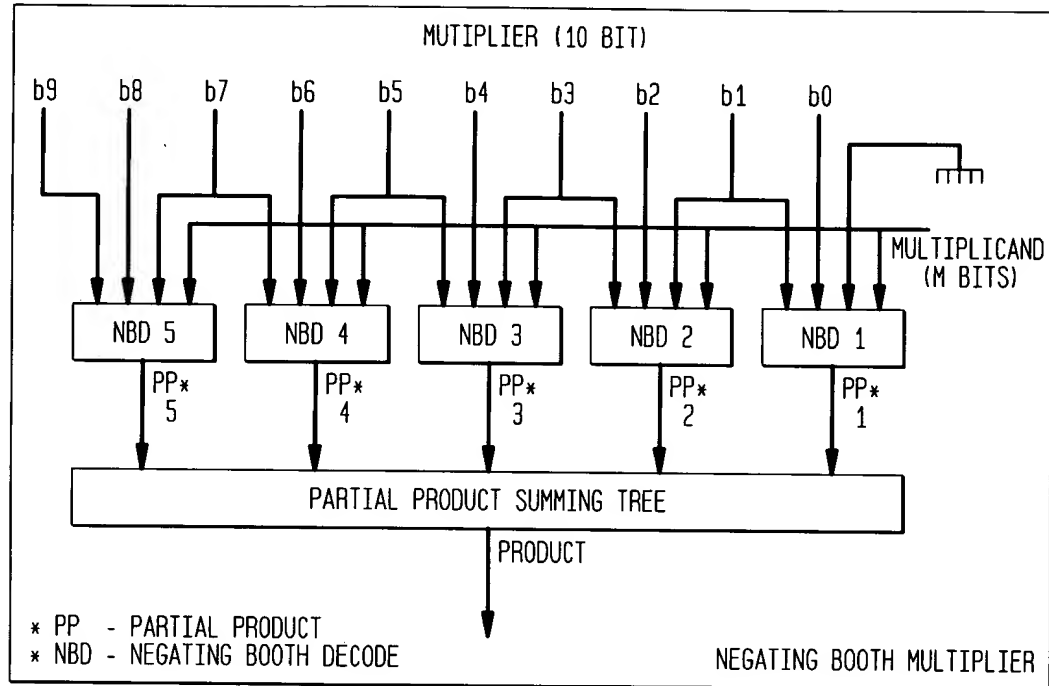 MUTIPLIER (10 BIT)
b9 b8 b7 b6 b5 b4 b3 b2 b1 b0
MULTIPLICAND
(M BITS)
NBD 5 NBD 4 NBD 3 NBD 2 NBD 1
PP* PP* PP* PP* PP*
5 4 3 2 1
PARTIAL PRODUCT SUMMING TREE
PRODUCT
* PP - PARTIAL PRODUCT
* NBD - NEGATING BOOTH DECODE
NEGATING BOOTH MULTIPLIER